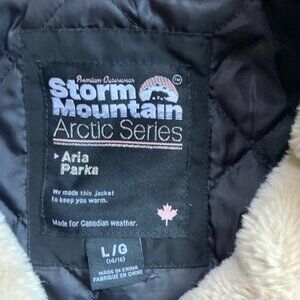 Premium Outerwear
Storm
Mountain
TM
Arctic Series
Aria
Parka
We made this jacket
to keep you warm.
Made for Canadian weather.
L/G
(14/16)
MADE IN CHINA
FABRIQUÉ EN CHINE